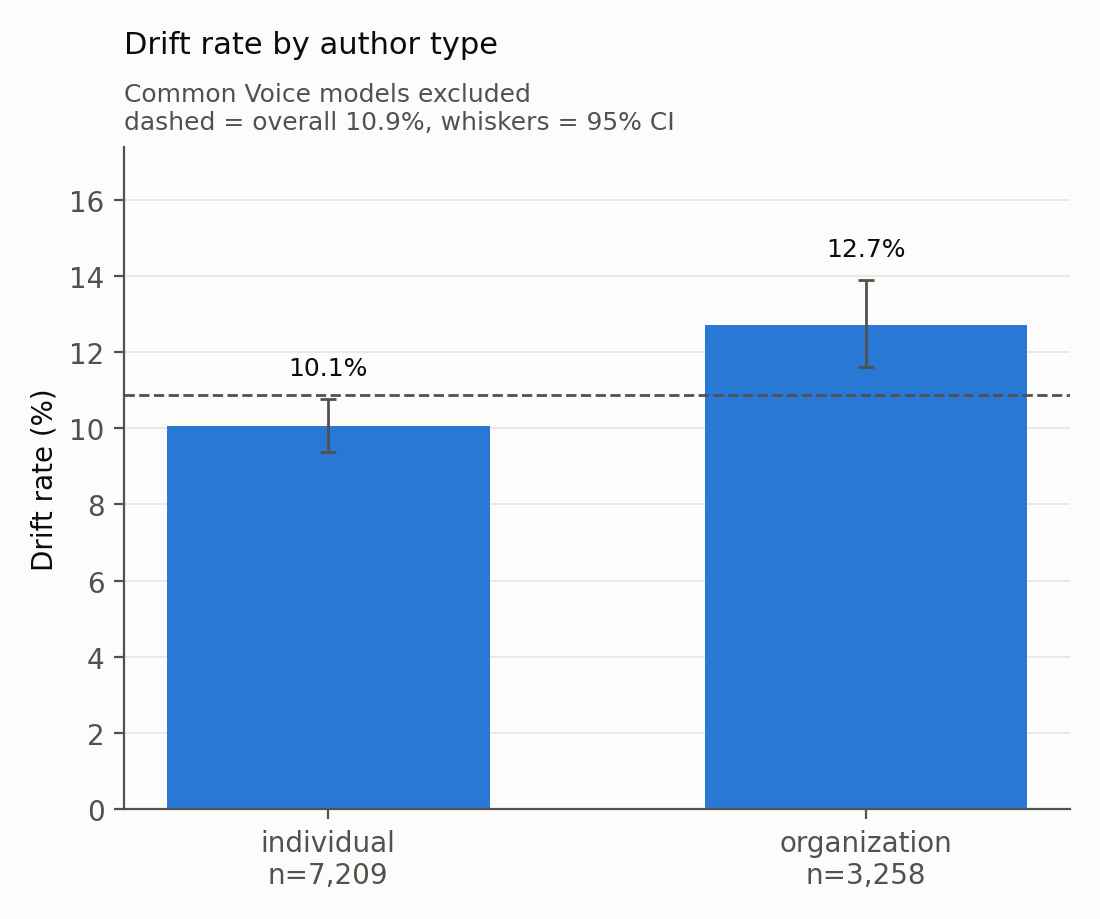 Drift rate by author type
Common Voice models excluded
dashed = overall 10.9%, whiskers = 95% CI
Drift rate (%)
16
14
12
10
8
6
4
2
0
10.1%
12.7%
individual
n=7,209
organization
n=3,258